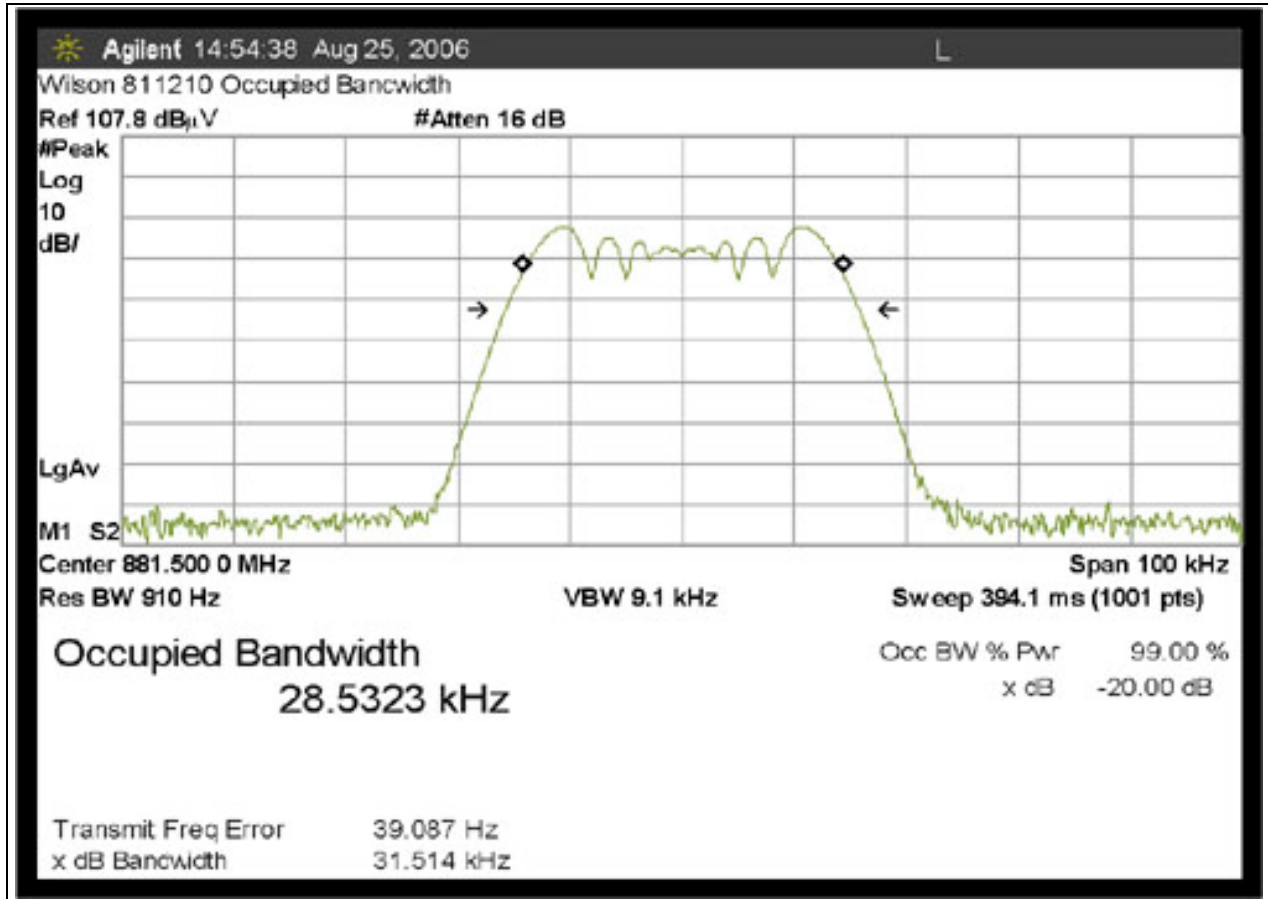 Agilent 14:54:38 Aug 25, 2006 L
Wilson 811210 Occupied Bandwidth
Ref 107.8 dBµV #Atten 16 dB
#Peak
Log
10
dB/
LgAv
M1 S2
Center 881.500 0 MHz Span 100 kHz
Res BW 910 Hz VBW 9.1 kHz Sweep 394.1 ms (1001 pts)
Occupied Bandwidth Occ BW % Pwr 99.00 %
28.5323 kHz x dB -20.00 dB
Transmit Freq Error 39.087 Hz
x dB Bandwidth 31.514 kHz